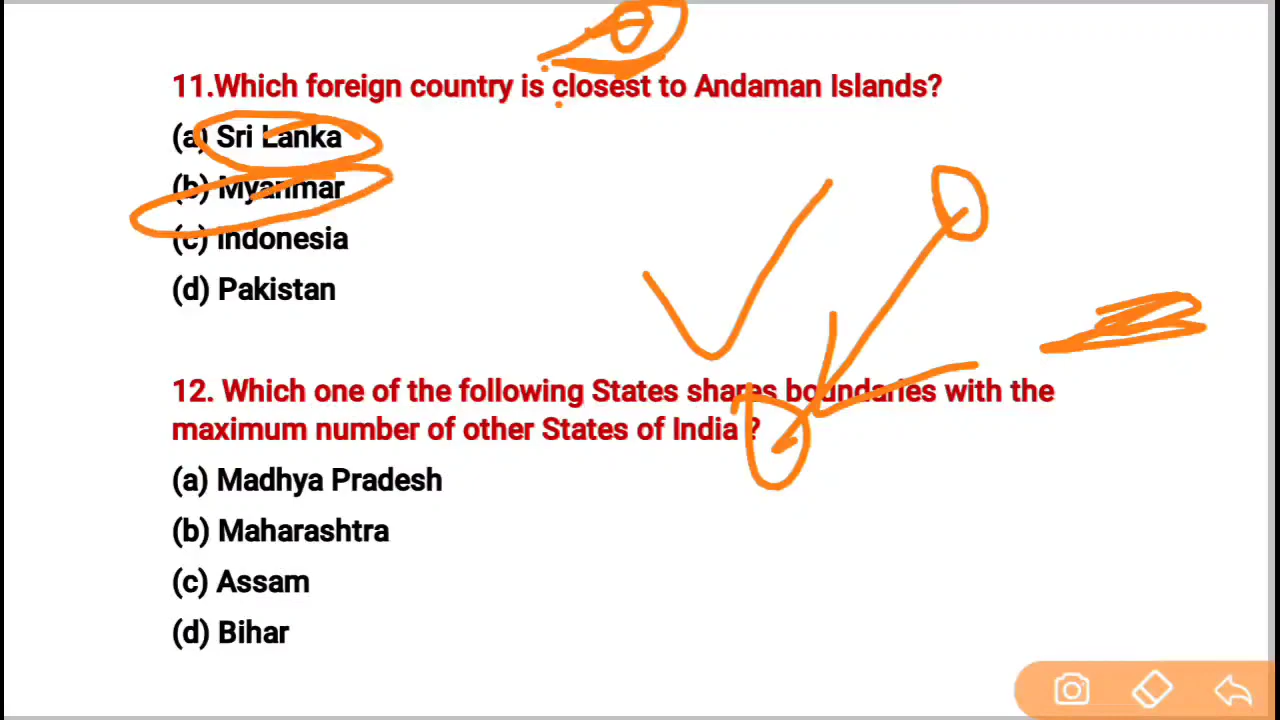 11.Which foreign country is closest to Andaman Islands?
(a) Sri Lanka
(b) Myanmar
(c) Indonesia
(d) Pakistan
12. Which one of the following States shares boundaries with the
maximum number of other States of India ?
(a) Madhya Pradesh
(b) Maharashtra
(c) Assam
(d) Bihar